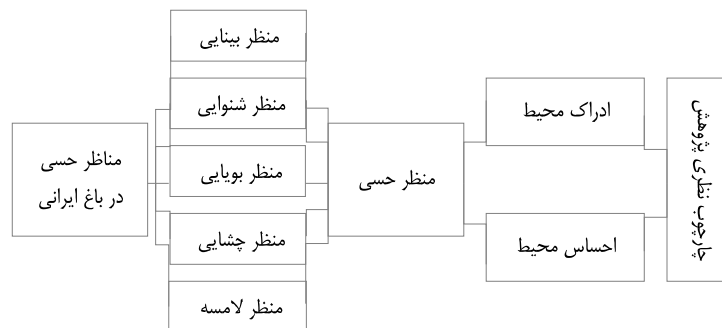 چارچوب نظری پژوهش
ادراک محیط
احساس محیط
منظر حسی
منظر بینایی
منظر شنوایی
منظر بویایی
منظر چشایی
منظر لامسه
مناظر حسی
در باغ ایرانی